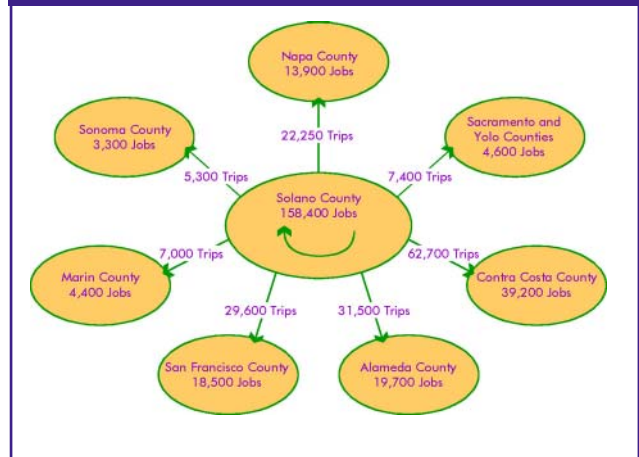 Napa County
13,900 Jobs
Sonoma County
3,300 Jobs
Sacramento and
Yolo Counties
4,600 Jobs
22,250 Trips
5,300 Trips
7,400 Trips
Solano County
158,400 Jobs
7,000 Trips
62,700 Trips
Marin County
4,400 Jobs
Contra Costa County
39,200 Jobs
29,600 Trips
31,500 Trips
San Francisco County
18,500 Jobs
Alameda County
19,700 Jobs